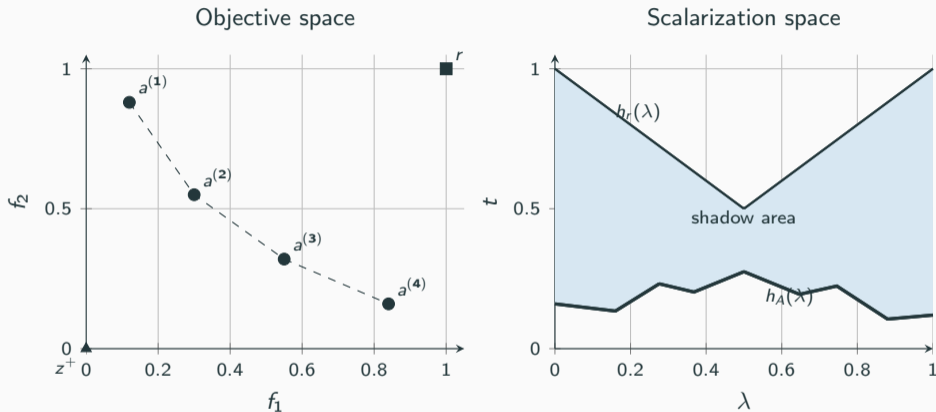 Objective space
r
1
a^(1)
a^(2)
f₂
0.5
a^(3)
a^(4)
0
z⁺ 0 0.2 0.4 0.6 0.8 1
f₁
Scalarization space
1
h_r(λ)
t
0.5
shadow area
h_A(λ)
0
0 0.2 0.4 0.6 0.8 1
λ